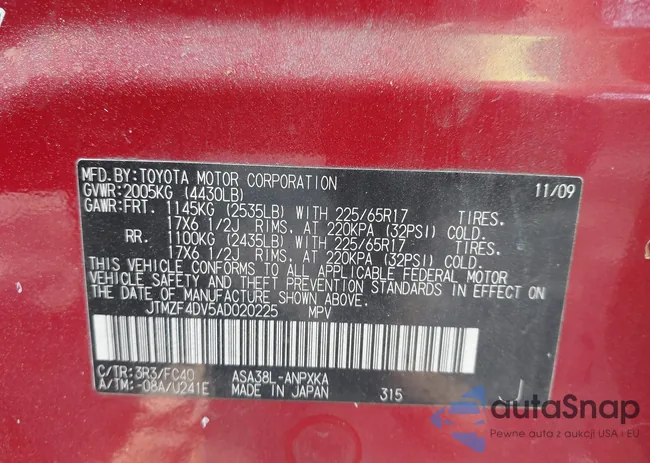 MFD.BY:TOYOTA MOTOR CORPORATION 11/09
GVWR:2005KG (4430LB)
GAWR:FRT. 1145KG (2535LB) WITH 225/65R17 TIRES.
17X6 1/2J RIMS. AT 220KPA (32PSI) COLD.
RR. 1100KG (2435LB) WITH 225/65R17 TIRES.
17X6 1/2J RIMS. AT 220KPA (32PSI) COLD.
THIS VEHICLE CONFORMS TO ALL APPLICABLE FEDERAL MOTOR
VEHICLE SAFETY AND THEFT PREVENTION STANDARDS IN EFFECT ON
THE DATE OF MANUFACTURE SHOWN ABOVE.
JTMZF4DV5AD020225 MPV
C/TR:3R3/FC40 ASA38L-ANPXKA
A/TM:-08A/U241E MADE IN JAPAN 315
autaSnap
Pewne auta z aukcji USA i EU